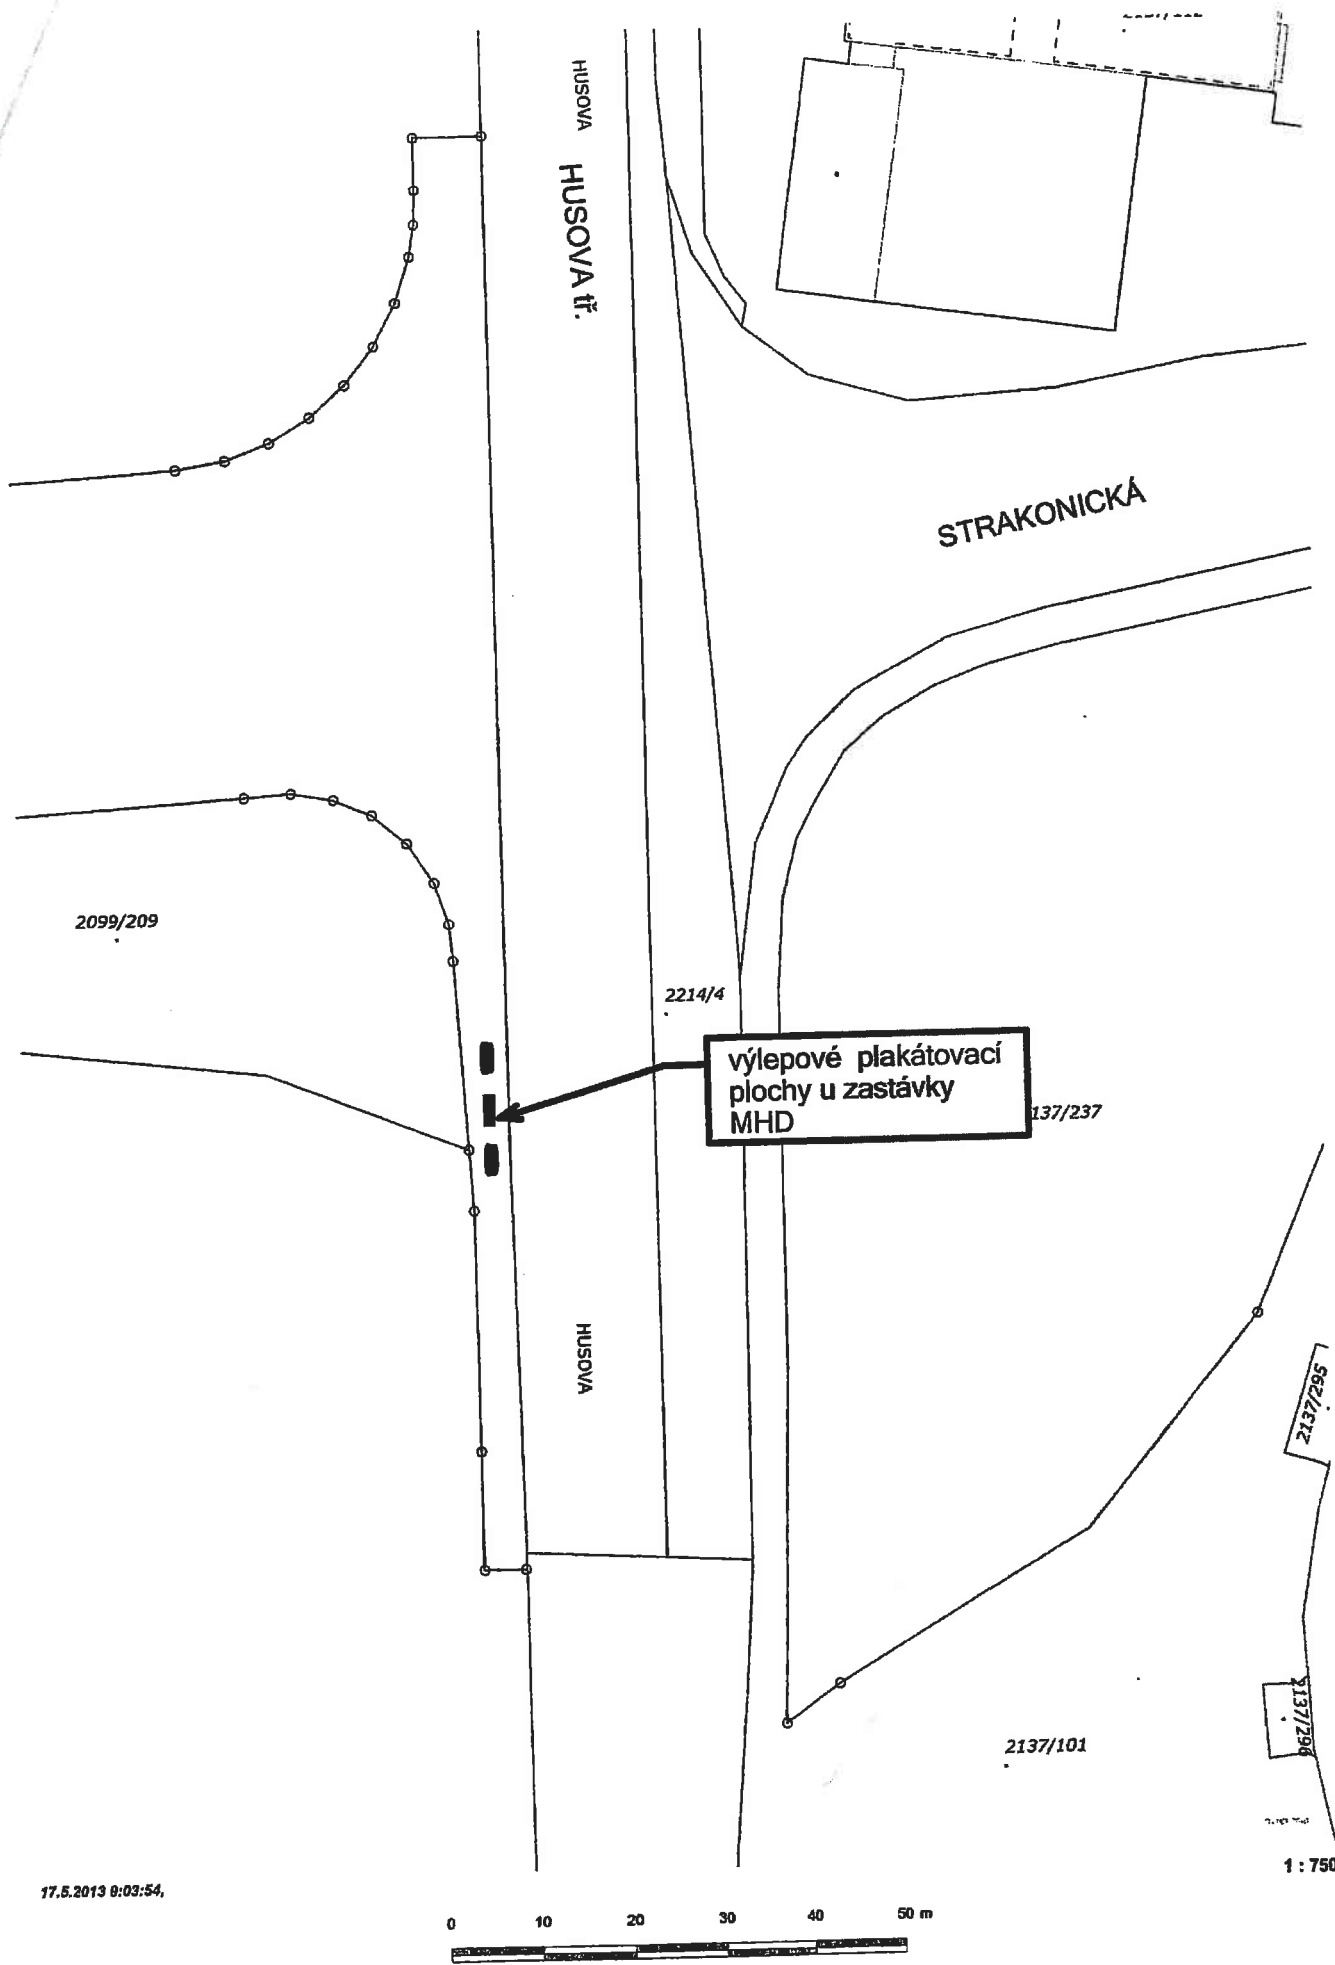 HUSOVA
HUSOVA tř.
STRAKONICKÁ
2099/209
2214/4
výlepové plakátovací
plochy u zastávky
MHD
137/237
HUSOVA
2137/295
2137/296
2137/101
1 : 750
17.5.2013 9:03:54,
0 10 20 30 40 50 m